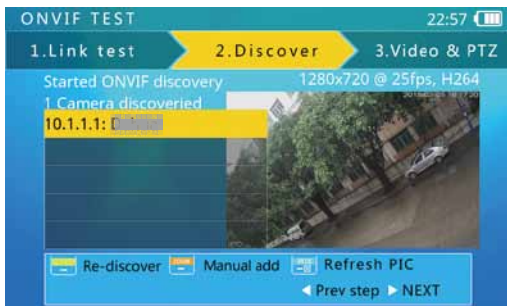 ONVIF TEST 22:57
1.Link test 2.Discover 3.Video & PTZ
Started ONVIF discovery 1280x720 @ 25fps, H264
1 Camera discoveried
10.1.1.1:
Re-discover Manual add Refresh PIC
Prev step NEXT